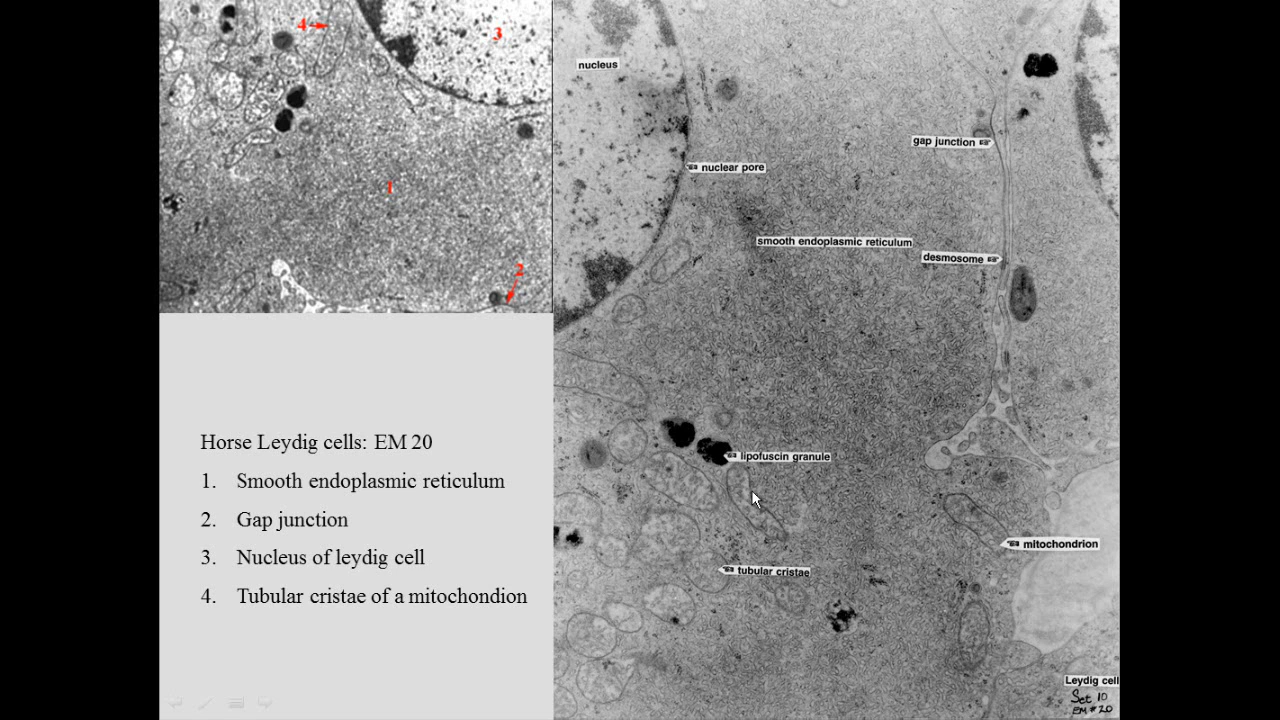 4
3
1
2
Horse Leydig cells: EM 20
1. Smooth endoplasmic reticulum
2. Gap junction
3. Nucleus of leydig cell
4. Tubular cristae of a mitochondion
nucleus
gap junction
nuclear pore
smooth endoplasmic reticulum
desmosome
lipofuscin granule
mitochondrion
tubular cristae
Leydig cell
Set 10
EM #20